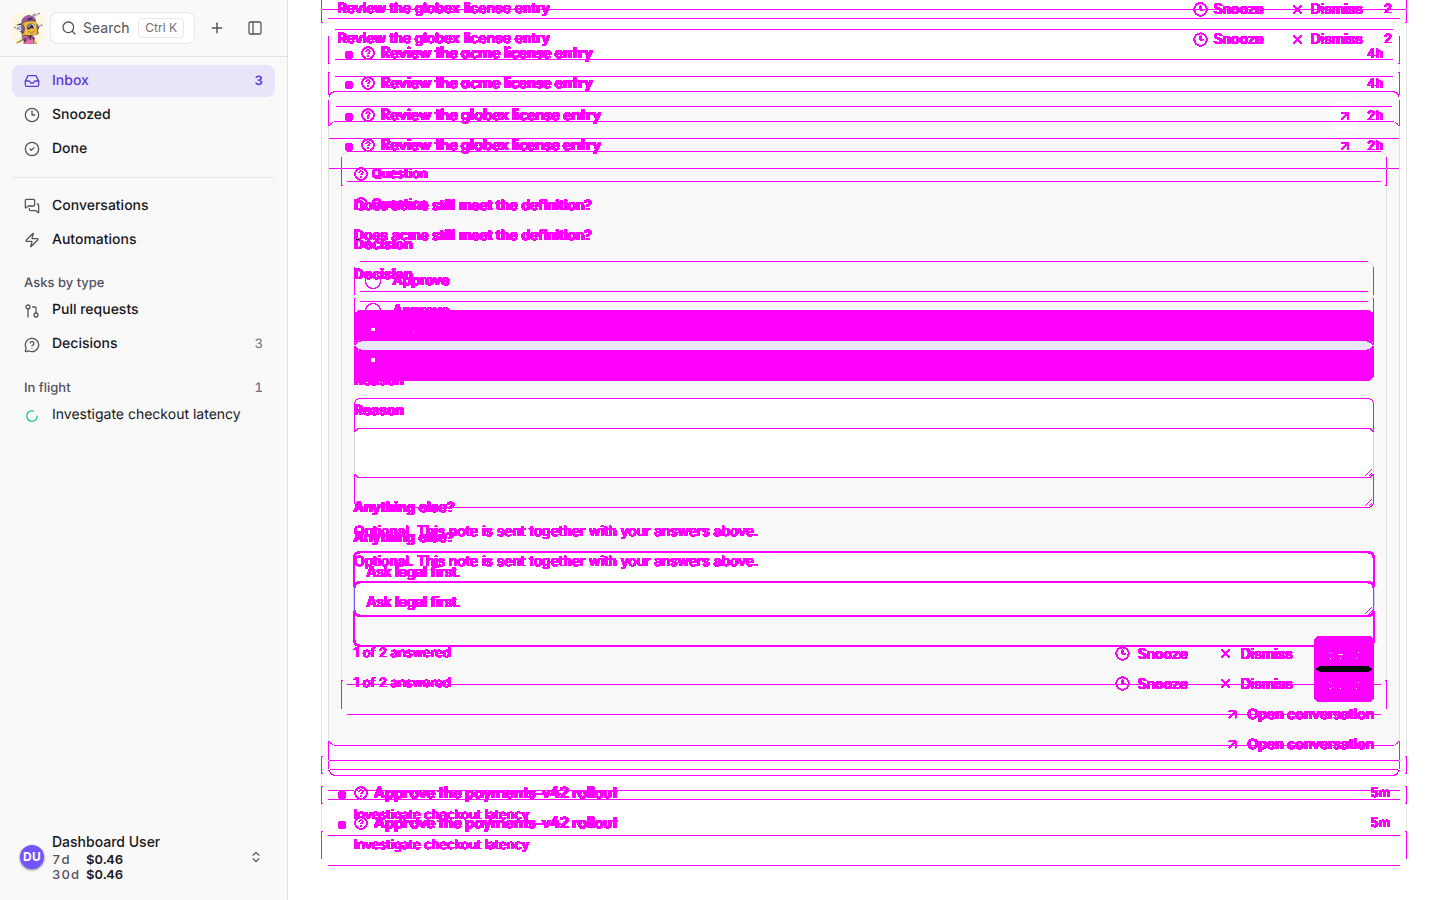 Search Ctrl K
Inbox 3
Snoozed
Done
Conversations
Automations
Asks by type
Pull requests
Decisions 3
In flight 1
Investigate checkout latency
Dashboard User
7d $0.46
30d $0.46
DU
Review the globex license entry Snooze Dismiss 2
Review the globex license entry Snooze Dismiss 2
Review the acme license entry 4h
Review the acme license entry 4h
Review the globex license entry 2h
Review the globex license entry 2h
Question
Does acme still meet the definition?
Does acme still meet the definition?
Decision
Decision
Approve
Approve
Reason
Reason
Anything else?
Optional. This note is sent together with your answers above.
Anything else?
Optional. This note is sent together with your answers above.
Ask legal first.
Ask legal first.
1 of 2 answered Snooze Dismiss
1 of 2 answered Snooze Dismiss
Open conversation
Open conversation
Approve the payments-v42 rollout 5m
Investigate checkout latency
Approve the payments-v42 rollout 5m
Investigate checkout latency